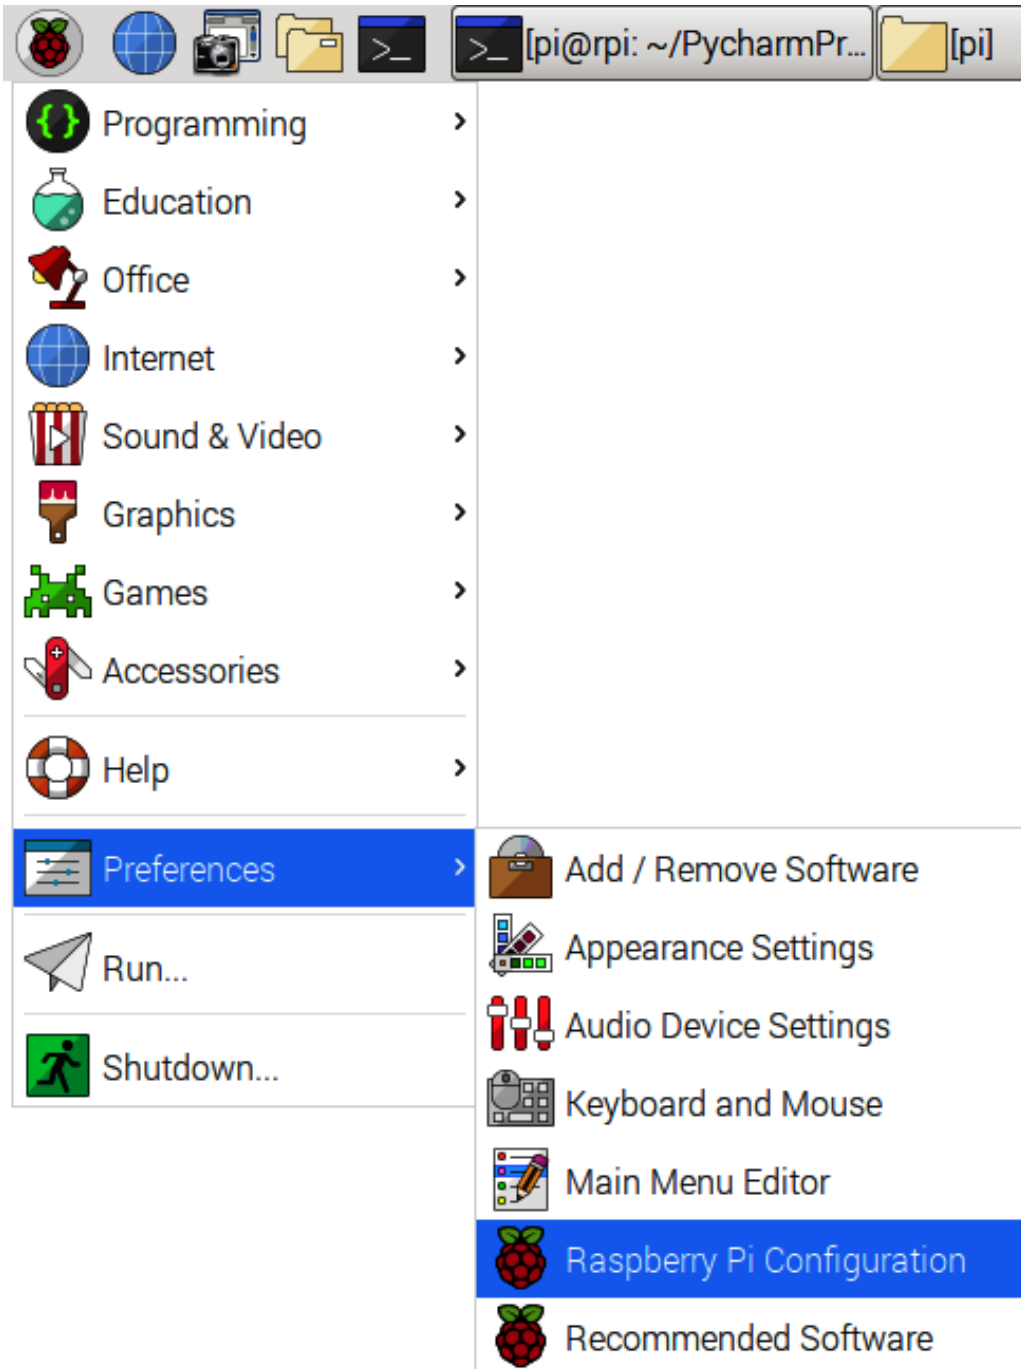 [pi@rpi: ~/PycharmPr...
[pi]
Programming
Education
Office
Internet
Sound & Video
Graphics
Games
Accessories
Help
Preferences
Run...
Shutdown...
Add / Remove Software
Appearance Settings
Audio Device Settings
Keyboard and Mouse
Main Menu Editor
Raspberry Pi Configuration
Recommended Software